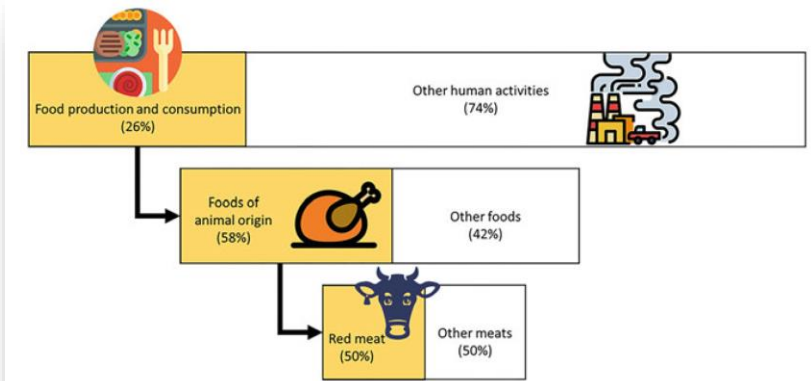 Food production and consumption
(26%)
Other human activities
(74%)
Foods of
animal origin
(58%)
Other foods
(42%)
Red meat
(50%)
Other meats
(50%)